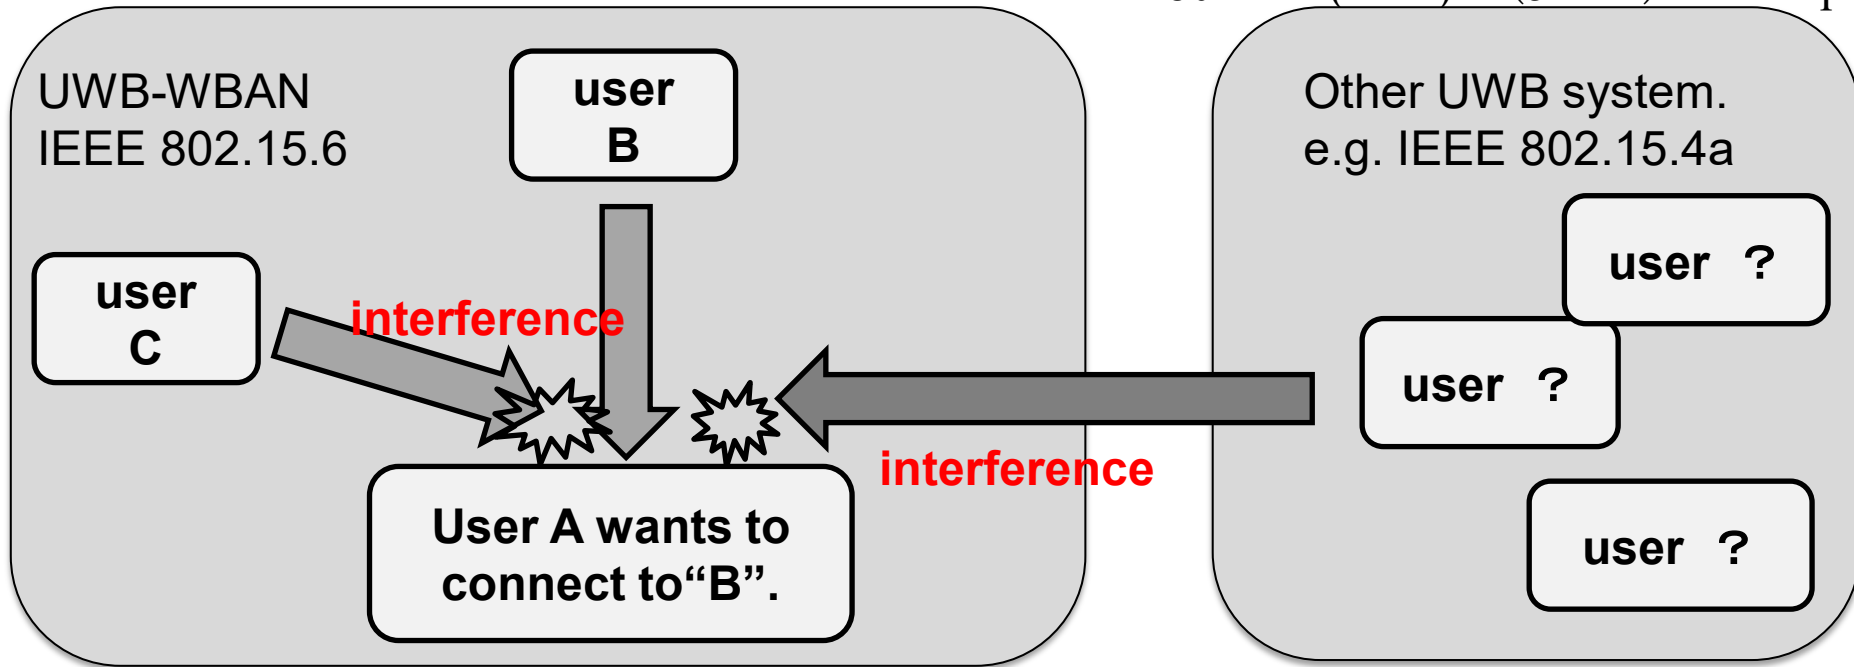 UWB-WBAN
IEEE 802.15.6
user
B
user
C
interference
User A wants to
connect to“B”.
interference
Other UWB system.
e.g. IEEE 802.15.4a
user ？
user ？
user ？